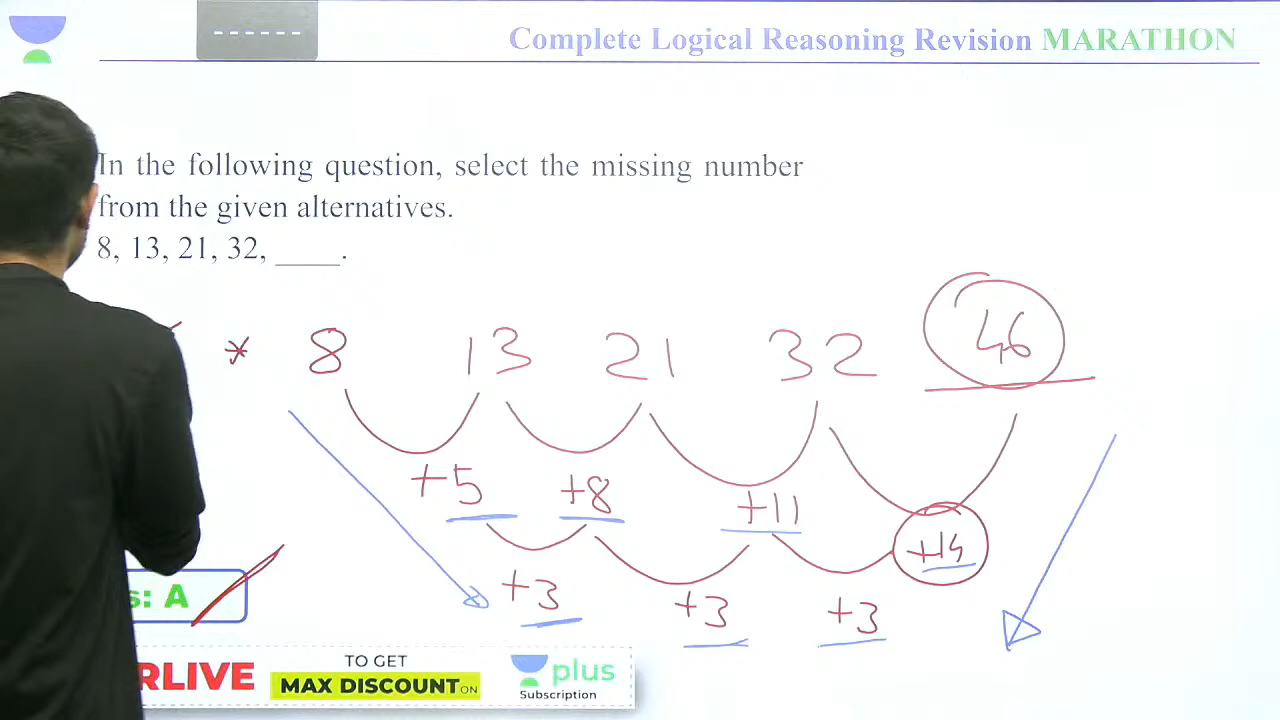 Complete Logical Reasoning Revision MARATHON
In the following question, select the missing number
from the given alternatives.
8, 13, 21, 32, ____.
* 8 13 21 32 46
+5 +8 +11 +14
+3 +3 +3
s: A
RLIVE
TO GET
MAX DISCOUNT ON
plus
Subscription